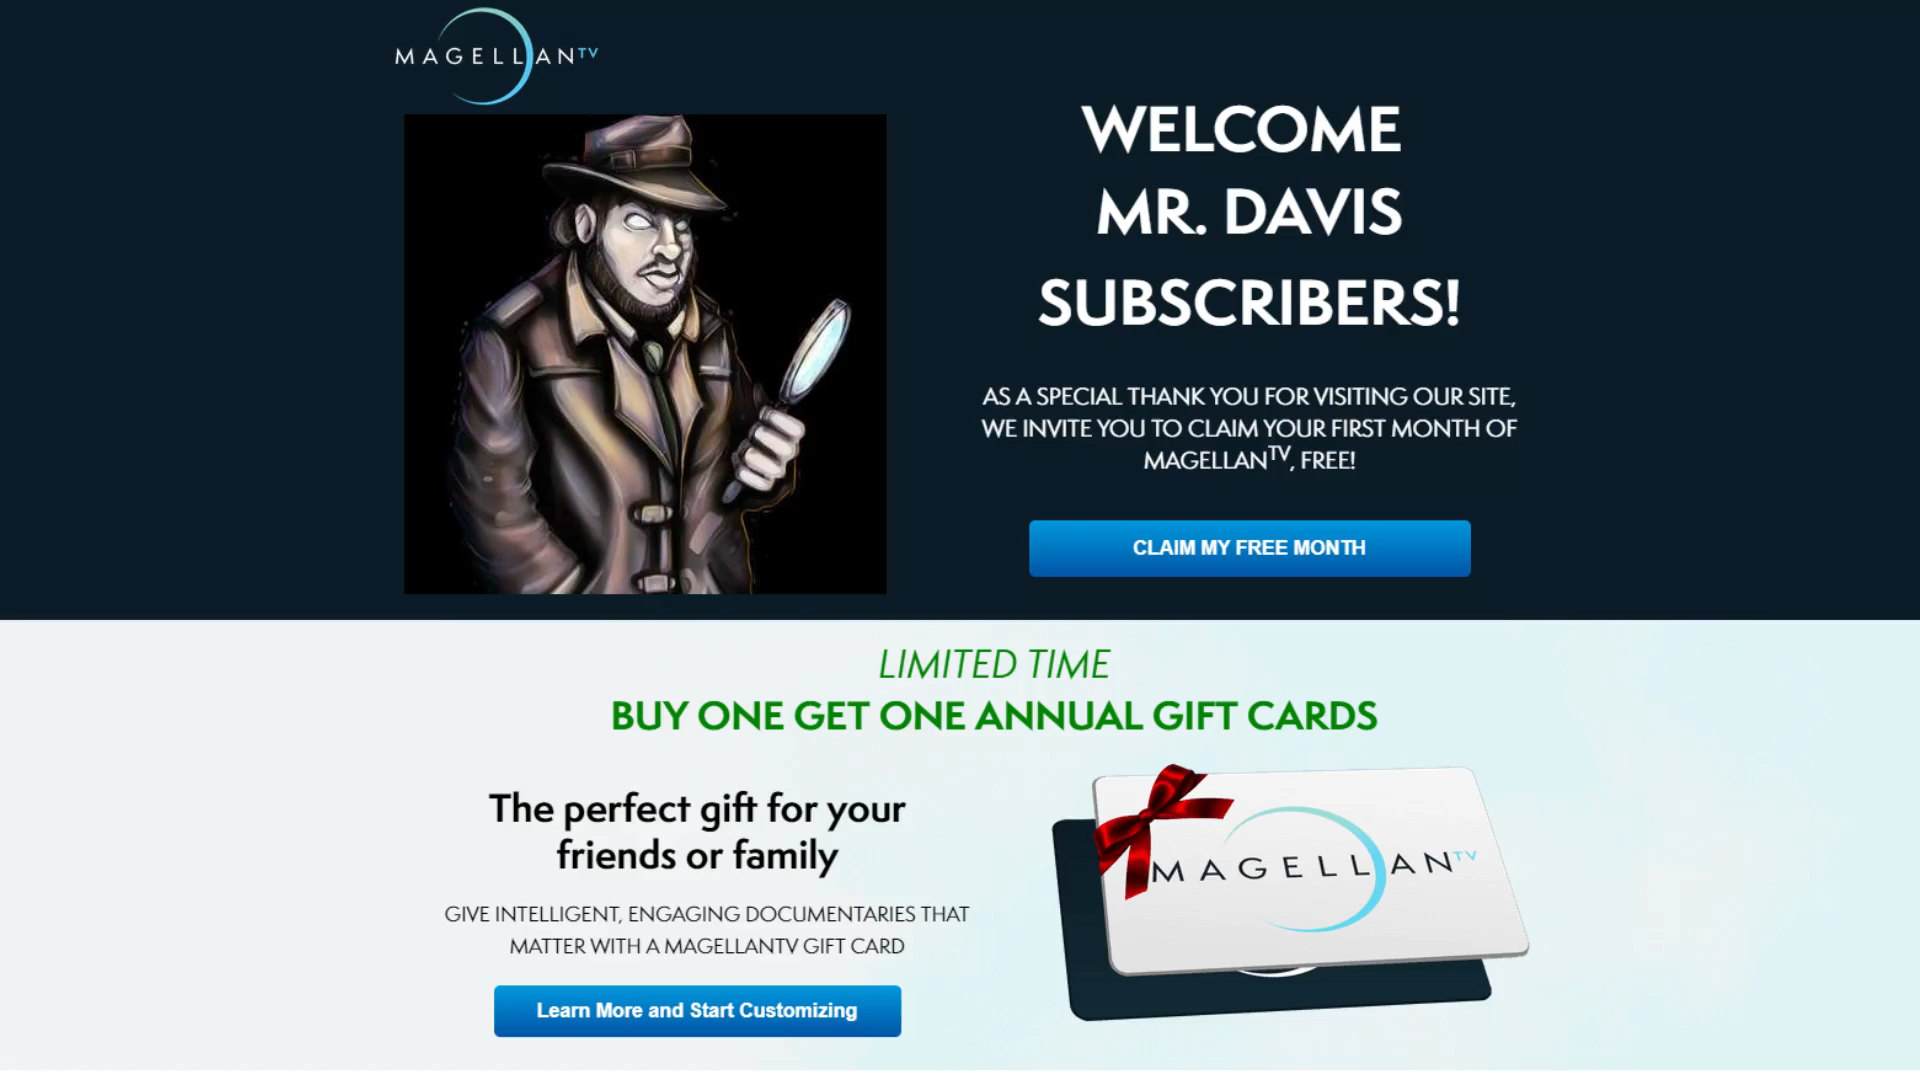 MAGELLANTV
WELCOME
MR. DAVIS
SUBSCRIBERS!
AS A SPECIAL THANK YOU FOR VISITING OUR SITE,
WE INVITE YOU TO CLAIM YOUR FIRST MONTH OF
MAGELLANTV, FREE!
CLAIM MY FREE MONTH
LIMITED TIME
BUY ONE GET ONE ANNUAL GIFT CARDS
The perfect gift for your
friends or family
GIVE INTELLIGENT, ENGAGING DOCUMENTARIES THAT
MATTER WITH A MAGELLANTV GIFT CARD
Learn More and Start Customizing
MAGELLANTV